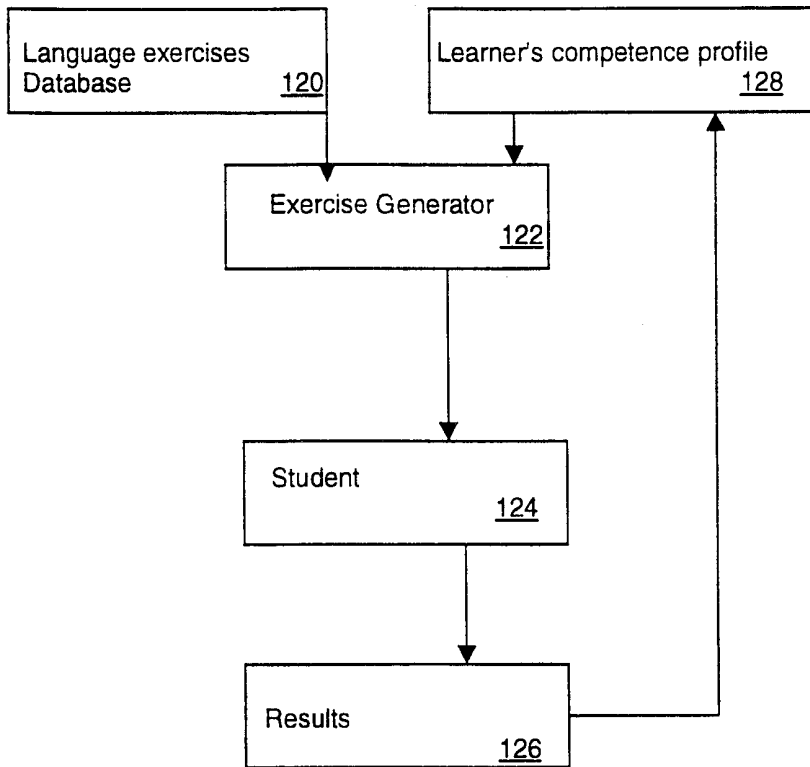 Language exercises
Database
120
Learner's competence profile
128
Exercise Generator
122
Student
124
Results
126